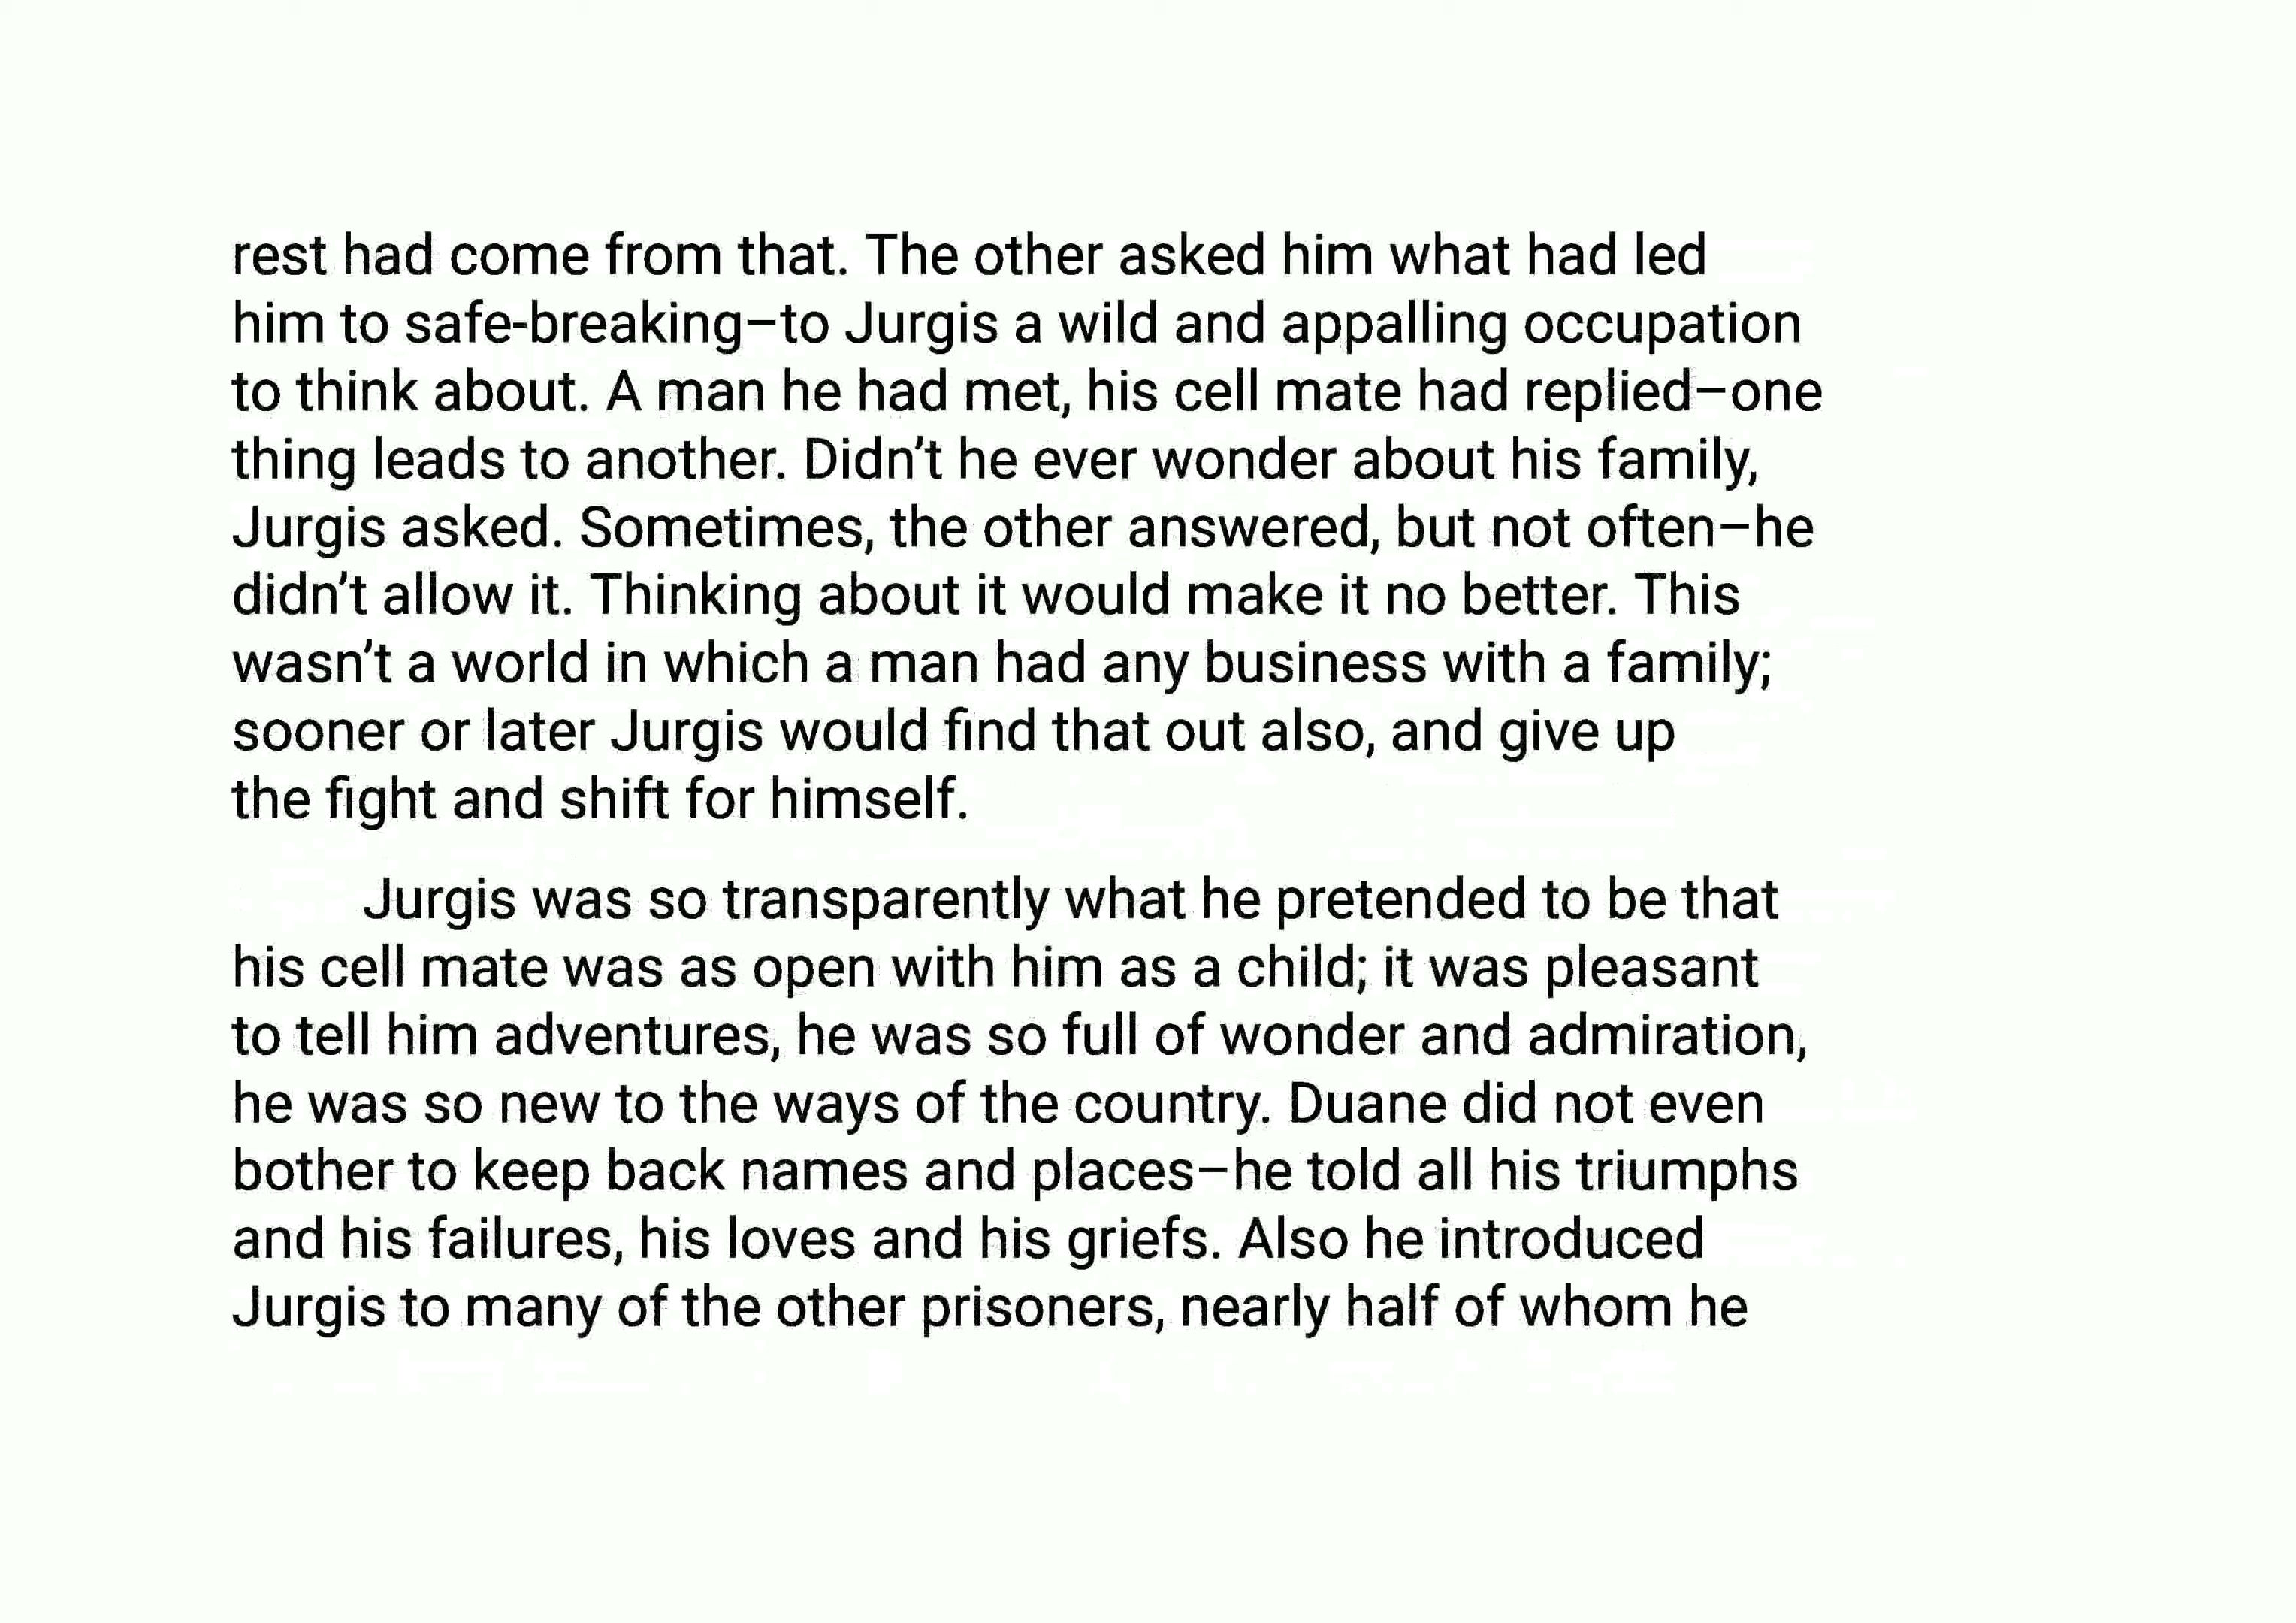 rest had come from that. The other asked him what had led
him to safe-breaking–to Jurgis a wild and appalling occupation
to think about. A man he had met, his cell mate had replied–one
thing leads to another. Didn’t he ever wonder about his family,
Jurgis asked. Sometimes, the other answered, but not often–he
didn’t allow it. Thinking about it would make it no better. This
wasn’t a world in which a man had any business with a family;
sooner or later Jurgis would find that out also, and give up
the fight and shift for himself.
Jurgis was so transparently what he pretended to be that
his cell mate was as open with him as a child; it was pleasant
to tell him adventures, he was so full of wonder and admiration,
he was so new to the ways of the country. Duane did not even
bother to keep back names and places–he told all his triumphs
and his failures, his loves and his griefs. Also he introduced
Jurgis to many of the other prisoners, nearly half of whom he